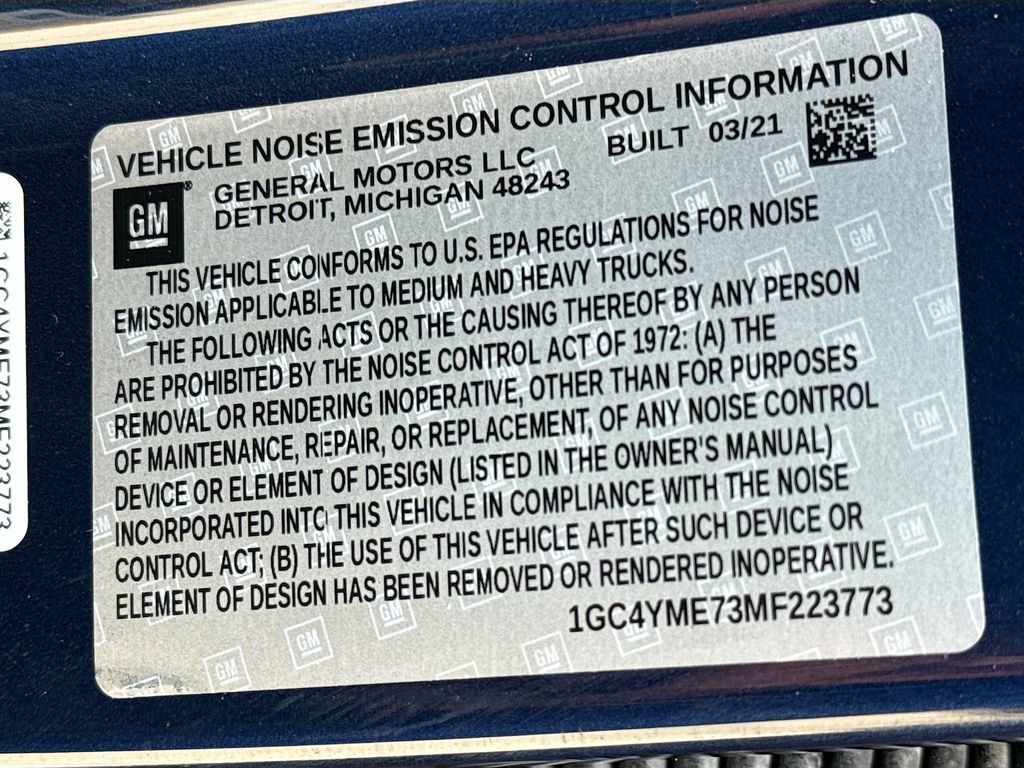 VEHICLE NOISE EMISSION CONTROL INFORMATION
GM®
GENERAL MOTORS LLC
DETROIT, MICHIGAN 48243
BUILT 03/21
THIS VEHICLE CONFORMS TO U.S. EPA REGULATIONS FOR NOISE
EMISSION APPLICABLE TO MEDIUM AND HEAVY TRUCKS.
THE FOLLOWING ACTS OR THE CAUSING THEREOF BY ANY PERSON
ARE PROHIBITED BY THE NOISE CONTROL ACT OF 1972: (A) THE
REMOVAL OR RENDERING INOPERATIVE, OTHER THAN FOR PURPOSES
OF MAINTENANCE, REPAIR, OR REPLACEMENT, OF ANY NOISE CONTROL
DEVICE OR ELEMENT OF DESIGN (LISTED IN THE OWNER'S MANUAL)
INCORPORATED INTO THIS VEHICLE IN COMPLIANCE WITH THE NOISE
CONTROL ACT; (B) THE USE OF THIS VEHICLE AFTER SUCH DEVICE OR
ELEMENT OF DESIGN HAS BEEN REMOVED OR RENDERED INOPERATIVE.
1GC4YME73MF223773
1GC4YME73MF223773